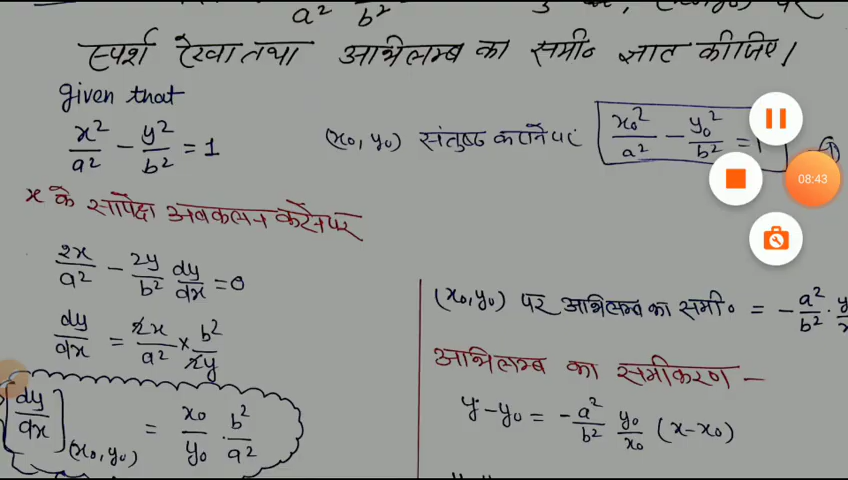 a² b²
स्पर्श रेखा तथा अभिलम्ब का समी० ज्ञात कीजिए।
given that
x²/a² - y²/b² = 1
(x₀, y₀) संतुष्ट करने पर x₀²/a² - y₀²/b² = 1 ①
x के सापेक्ष अवकलन करने पर
2x/a² - 2y/b² dy/dx = 0
dy/dx = 2x/a² × b²/2y
dy/dx](x₀, y₀) = x₀/y₀ · b²/a²
(x₀, y₀) पर अभिलम्ब का समी० = -a²/b² ·
अभिलम्ब का समीकरण -
y - y₀ = -a²/b² y₀/x₀ (x - x₀)
08:43